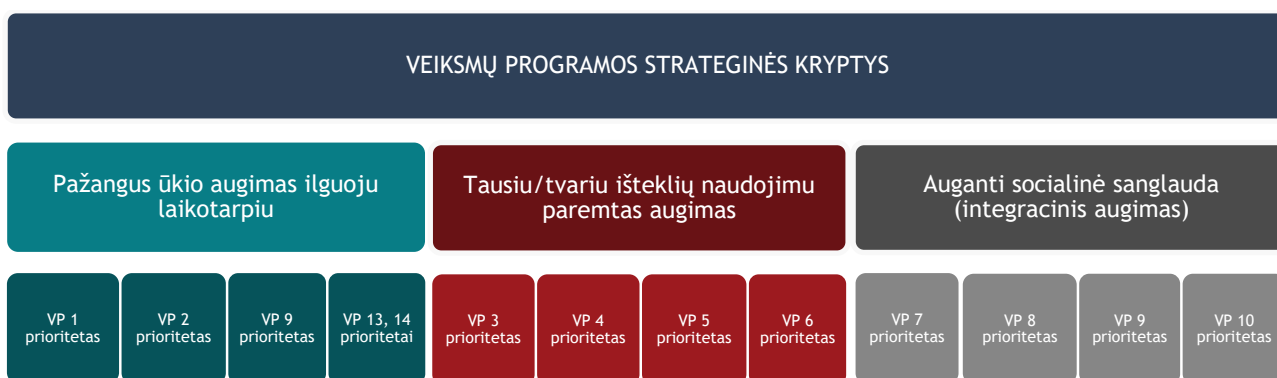 VEIKSMŲ PROGRAMOS STRATEGINĖS KRYPTYS
Pažangus ūkio augimas ilguoju
laikotarpiu
Tausiu/tvariu išteklių naudojimu
paremtas augimas
Auganti socialinė sanglauda
(integracinis augimas)
VP 1
prioritetas
VP 2
prioritetas
VP 9
prioritetas
VP 13, 14
prioritetai
VP 3
prioritetas
VP 4
prioritetas
VP 5
prioritetas
VP 6
prioritetas
VP 7
prioritetas
VP 8
prioritetas
VP 9
prioritetas
VP 10
prioritetas